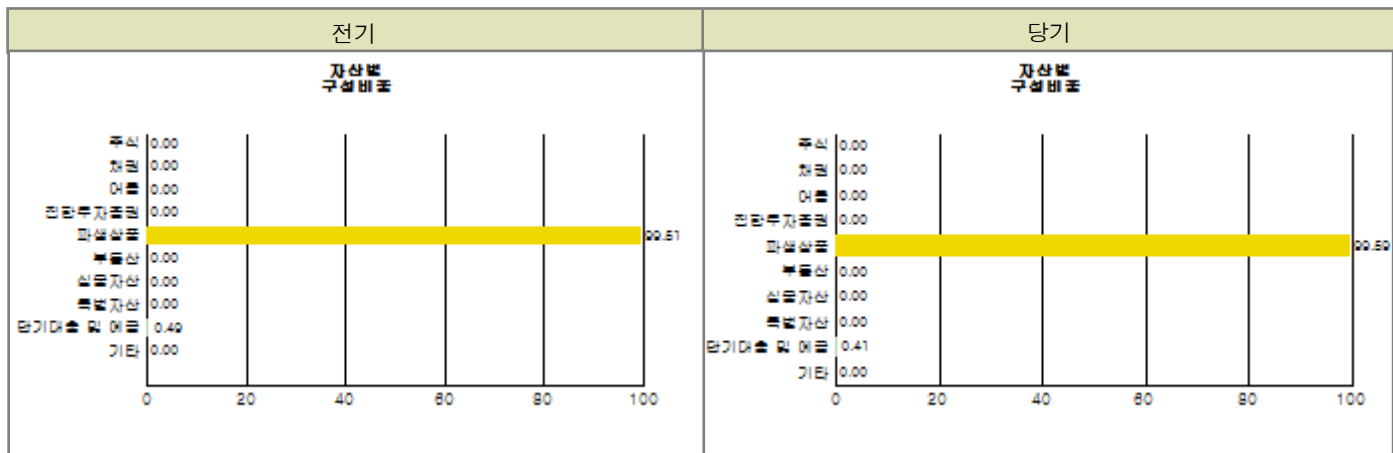 전기
당기
자산별
구성비중
주식 0.00
채권 0.00
어음 0.00
집합투자증권 0.00
파생상품 99.51
부동산 0.00
실물자산 0.00
특별자산 0.00
단기대출 및 예금 0.49
기타 0.00
0 20 40 60 80 100
자산별
구성비중
주식 0.00
채권 0.00
어음 0.00
집합투자증권 0.00
파생상품 99.59
부동산 0.00
실물자산 0.00
특별자산 0.00
단기대출 및 예금 0.41
기타 0.00
0 20 40 60 80 100